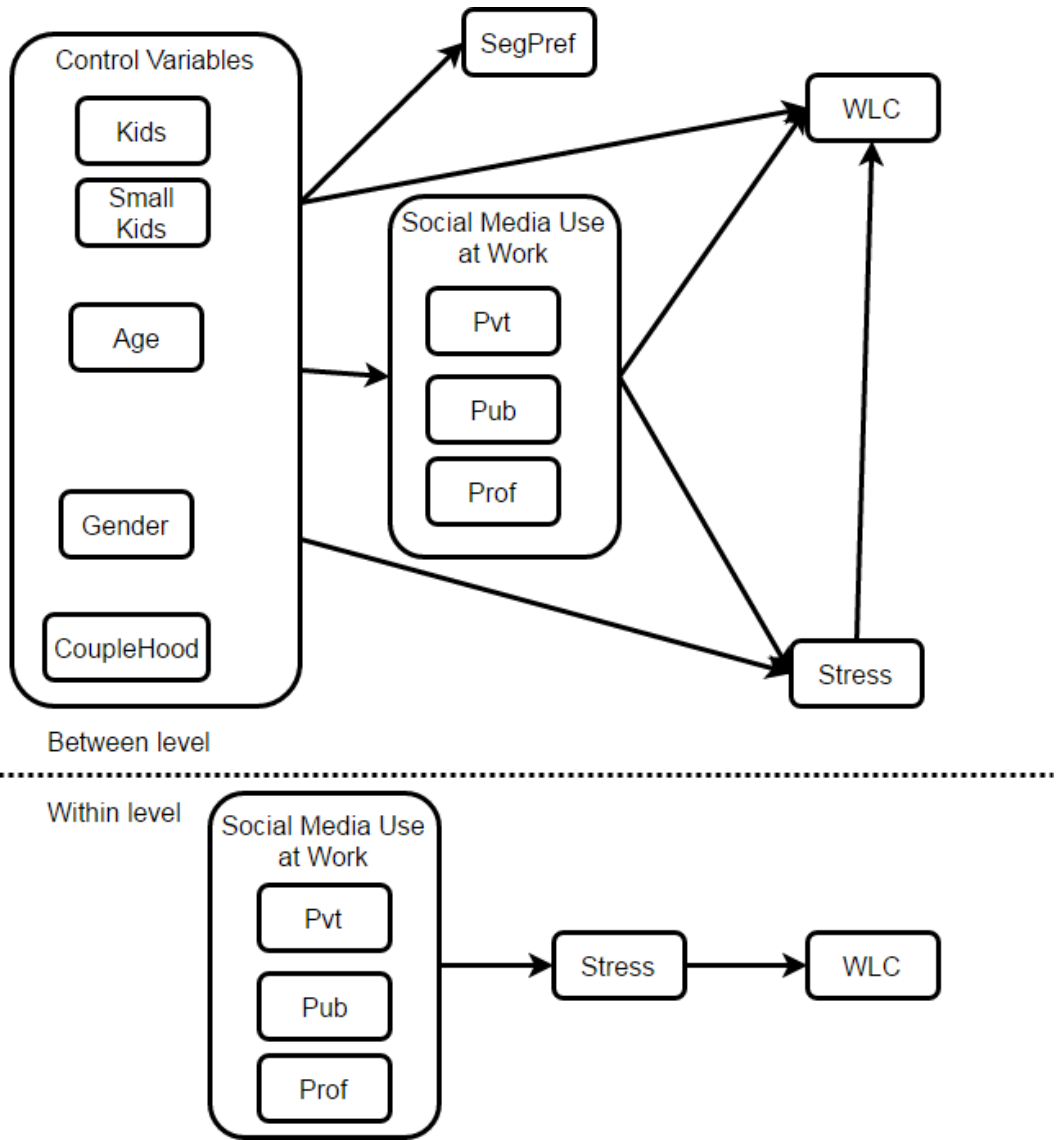 Control Variables
Kids
Small
Kids
Age
Gender
CoupleHood
SegPref
WLC
Social Media Use
at Work
Pvt
Pub
Prof
Stress
Between level
Within level
Social Media Use
at Work
Pvt
Pub
Prof
Stress
WLC